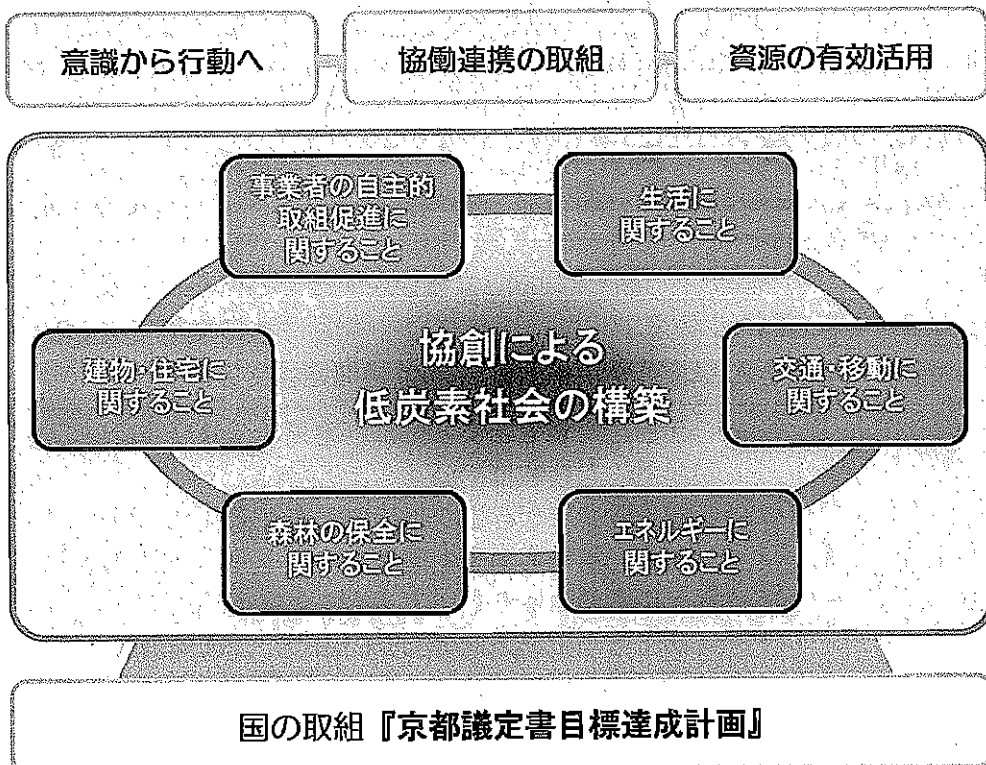 意識から行動へ
協働連携の取組
資源の有効活用
事業者の自主的
取組促進に
関すること
生活に
関すること
建物・住宅に
関すること
協創による
低炭素社会の構築
交通・移動に
関すること
森林の保全に
関すること
エネルギーに
関すること
国の取組『京都議定書目標達成計画』